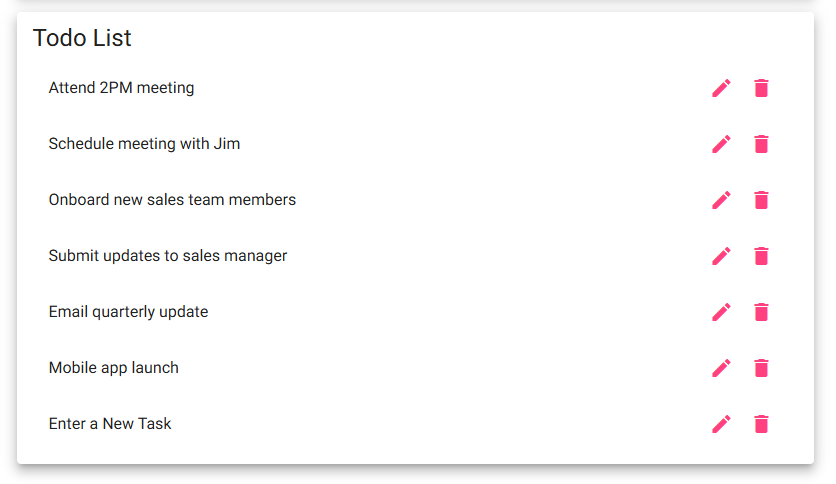 Todo List
Attend 2PM meeting
Schedule meeting with Jim
Onboard new sales team members
Submit updates to sales manager
Email quarterly update
Mobile app launch
Enter a New Task